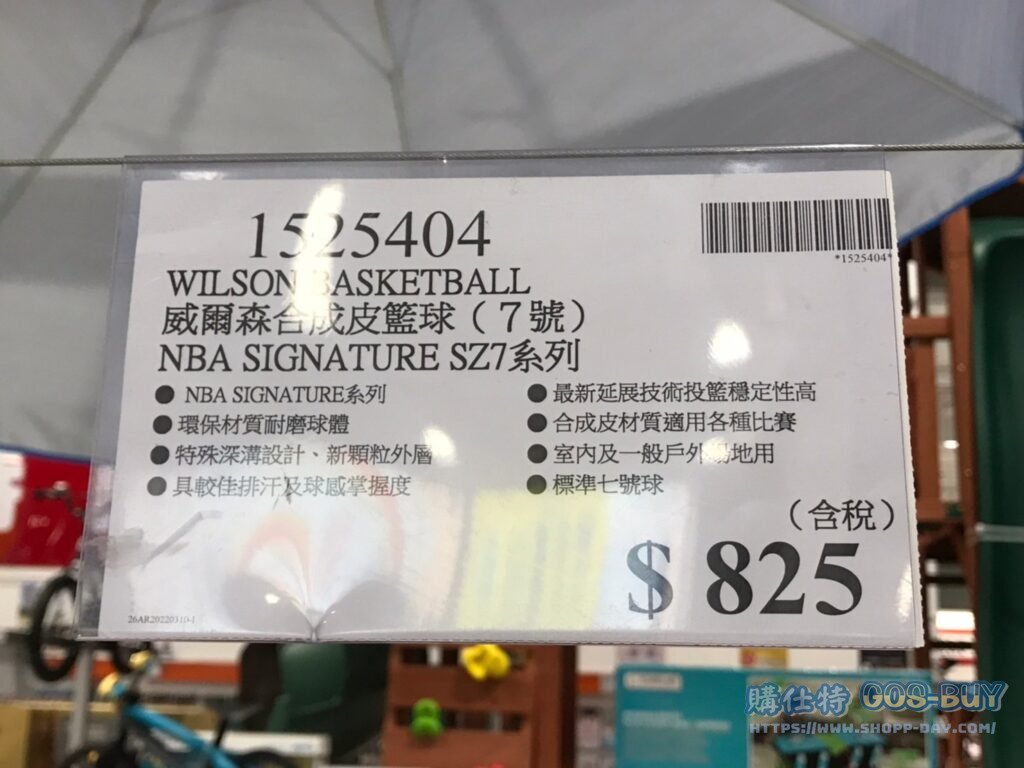 1525404
*1525404*
WILSON BASKETBALL
威爾森合成皮籃球（7號）
NBA SIGNATURE SZ7系列
● NBA SIGNATURE系列
● 環保材質耐磨球體
● 特殊深溝設計、新顆粒外層
● 具較佳排汗及球感掌握度
● 最新延展技術投籃穩定性高
● 合成皮材質適用各種比賽
● 室內及一般戶外場地用
● 標準七號球
（含稅）
$ 825
26AR20220310-1
購仕特 COS-BUY
HTTPS://WWW.SHOPP-DAY.COM/